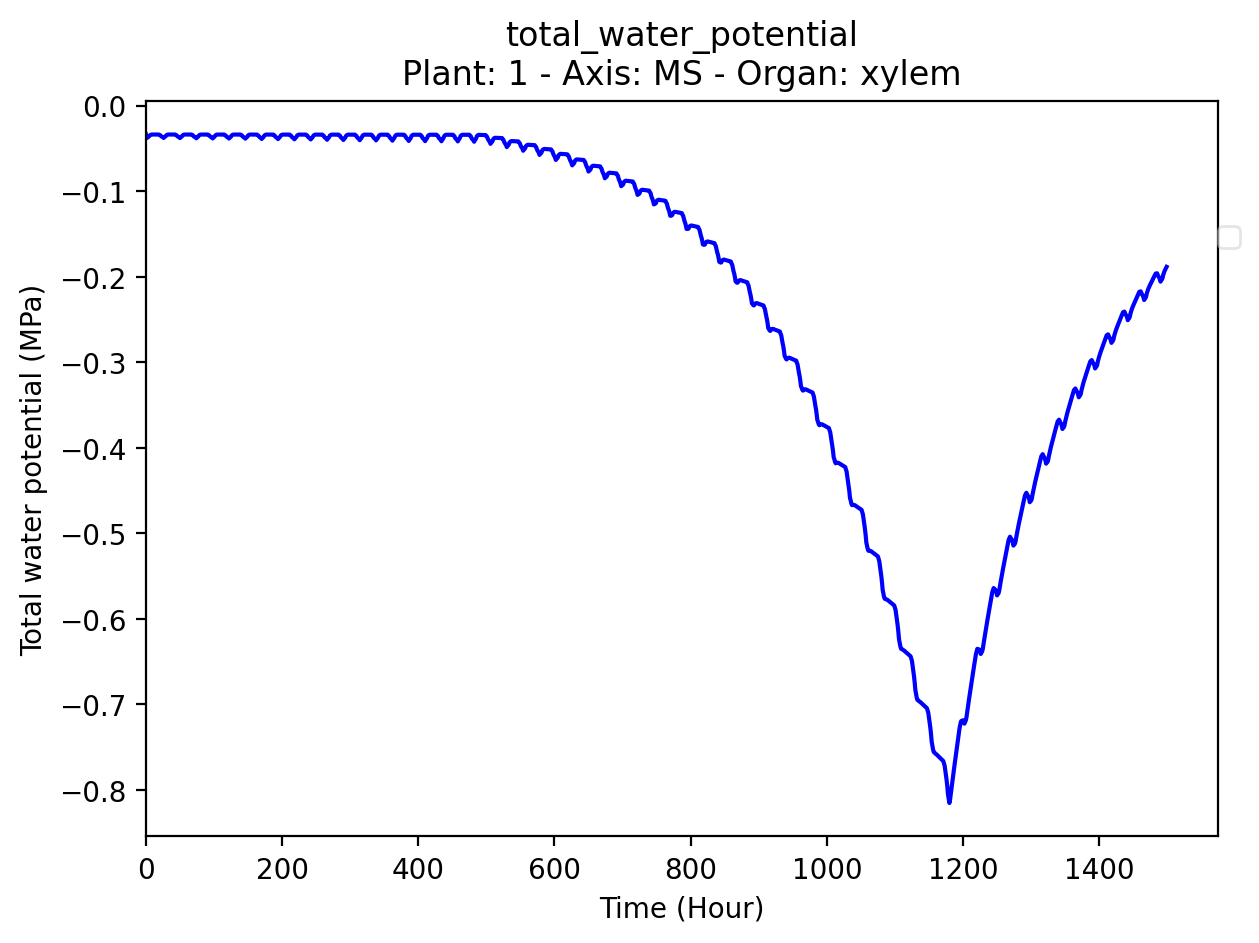 total_water_potential
Plant: 1 - Axis: MS - Organ: xylem
Total water potential (MPa)
0.0
−0.1
−0.2
−0.3
−0.4
−0.5
−0.6
−0.7
−0.8
0 200 400 600 800 1000 1200 1400
Time (Hour)